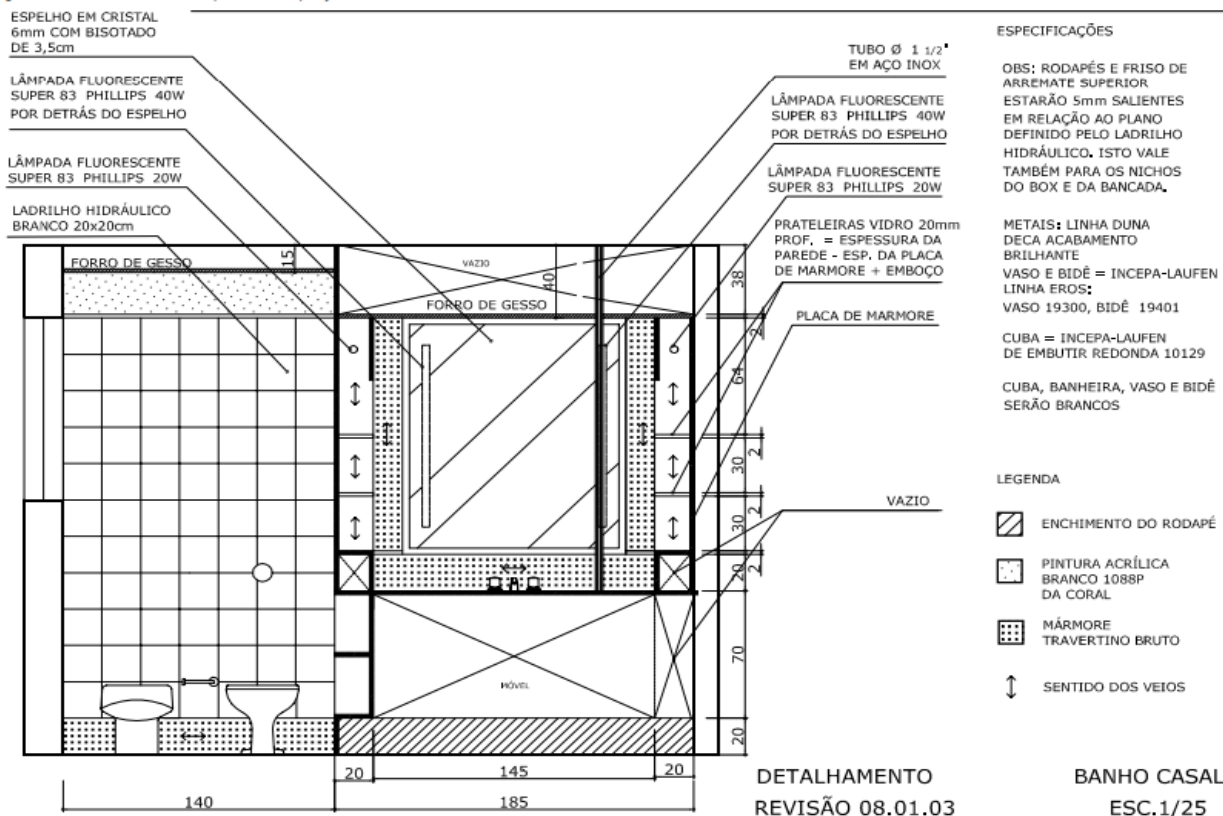 ESPELHO EM CRISTAL
6mm COM BISOTADO
DE 3,5cm
LÂMPADA FLUORESCENTE
SUPER 83 PHILLIPS 40W
POR DETRÁS DO ESPELHO
LÂMPADA FLUORESCENTE
SUPER 83 PHILLIPS 20W
LADRILHO HIDRÁULICO
BRANCO 20x20cm
FORRO DE GESSO
15
VAZIO
40
FORRO DE GESSO
MÓVEL
TUBO Ø 1 1/2"
EM AÇO INOX
LÂMPADA FLUORESCENTE
SUPER 83 PHILLIPS 40W
POR DETRÁS DO ESPELHO
LÂMPADA FLUORESCENTE
SUPER 83 PHILLIPS 20W
PRATELEIRAS VIDRO 20mm
PROF. = ESPESSURA DA
PAREDE - ESP. DA PLACA
DE MARMORE + EMBOÇO
PLACA DE MARMORE
VAZIO
38
2
64
2
30
2
30
2
20
70
20
20
145
20
140
185
ESPECIFICAÇÕES
OBS: RODAPÉS E FRISO DE
ARREMATE SUPERIOR
ESTARÃO 5mm SALIENTES
EM RELAÇÃO AO PLANO
DEFINIDO PELO LADRILHO
HIDRÁULICO. ISTO VALE
TAMBÉM PARA OS NICHOS
DO BOX E DA BANCADA.
METAIS: LINHA DUNA
DECA ACABAMENTO
BRILHANTE
VASO E BIDÊ = INCEPA-LAUFEN
LINHA EROS:
VASO 19300, BIDÊ 19401
CUBA = INCEPA-LAUFEN
DE EMBUTIR REDONDA 10129
CUBA, BANHEIRA, VASO E BIDÊ
SERÃO BRANCOS
LEGENDA
ENCHIMENTO DO RODAPÉ
PINTURA ACRÍLICA
BRANCO 1088P
DA CORAL
MÁRMORE
TRAVERTINO BRUTO
SENTIDO DOS VEIOS
DETALHAMENTO
REVISÃO 08.01.03
BANHO CASAL
ESC.1/25